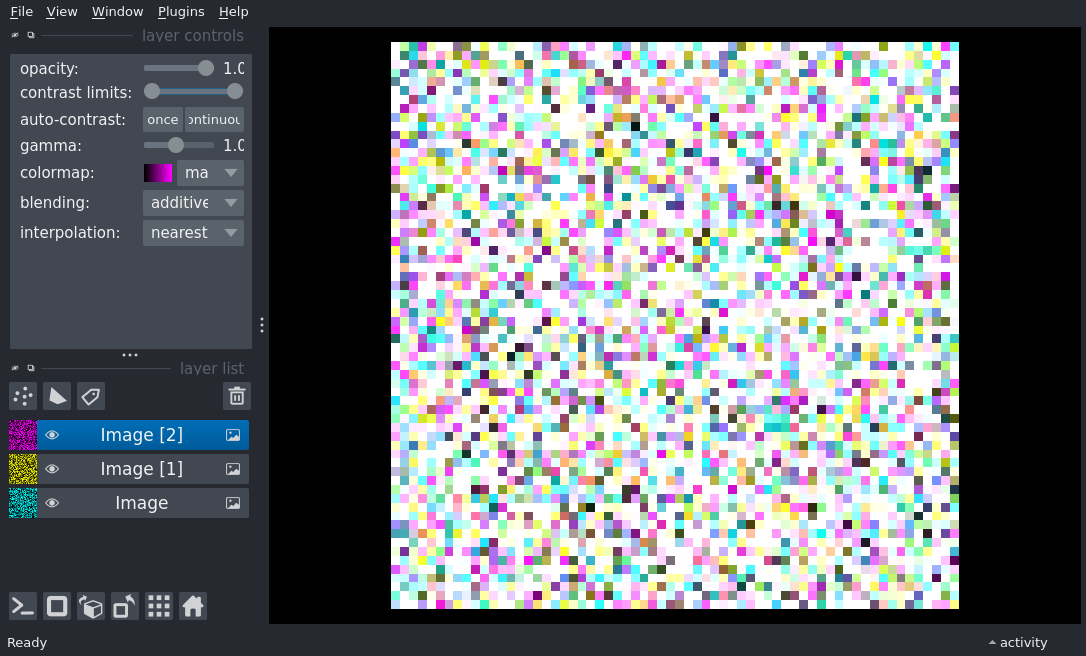 File View Window Plugins Help
layer controls
opacity: 1.0
contrast limits:
auto-contrast: once ontinuou
gamma: 1.0
colormap: ma
blending: additive
interpolation: nearest
layer list
Image [2]
Image [1]
Image
Ready
activity